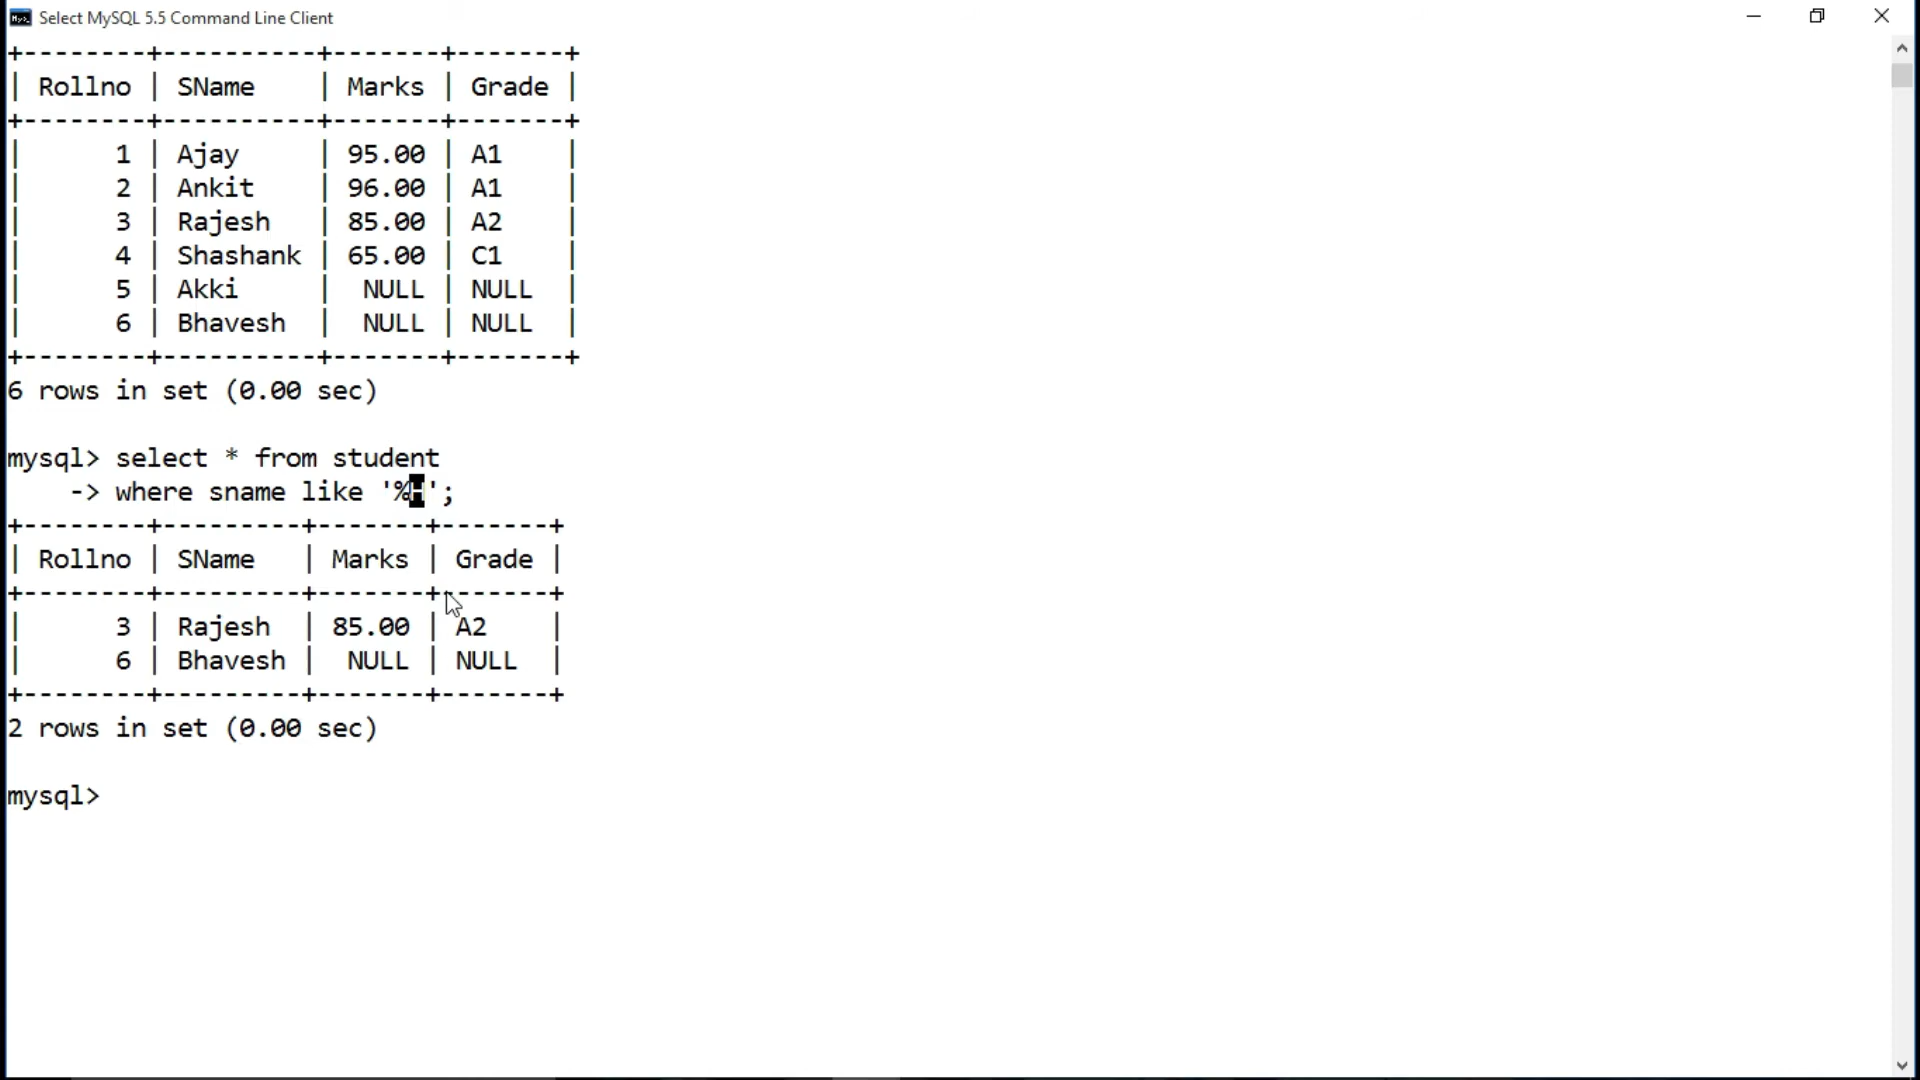 Select MySQL 5.5 Command Line Client
+--------+----------+-------+-------+
| Rollno | SName    | Marks | Grade |
+--------+----------+-------+-------+
|      1 | Ajay     | 95.00 | A1    |
|      2 | Ankit    | 96.00 | A1    |
|      3 | Rajesh   | 85.00 | A2    |
|      4 | Shashank | 65.00 | C1    |
|      5 | Akki     |  NULL | NULL  |
|      6 | Bhavesh  |  NULL | NULL  |
+--------+----------+-------+-------+
6 rows in set (0.00 sec)
mysql> select * from student
    -> where sname like '%H';
+--------+---------+-------+-------+
| Rollno | SName   | Marks | Grade |
+--------+---------+-------+-------+
|      3 | Rajesh  | 85.00 | A2    |
|      6 | Bhavesh |  NULL | NULL  |
+--------+---------+-------+-------+
2 rows in set (0.00 sec)
mysql>